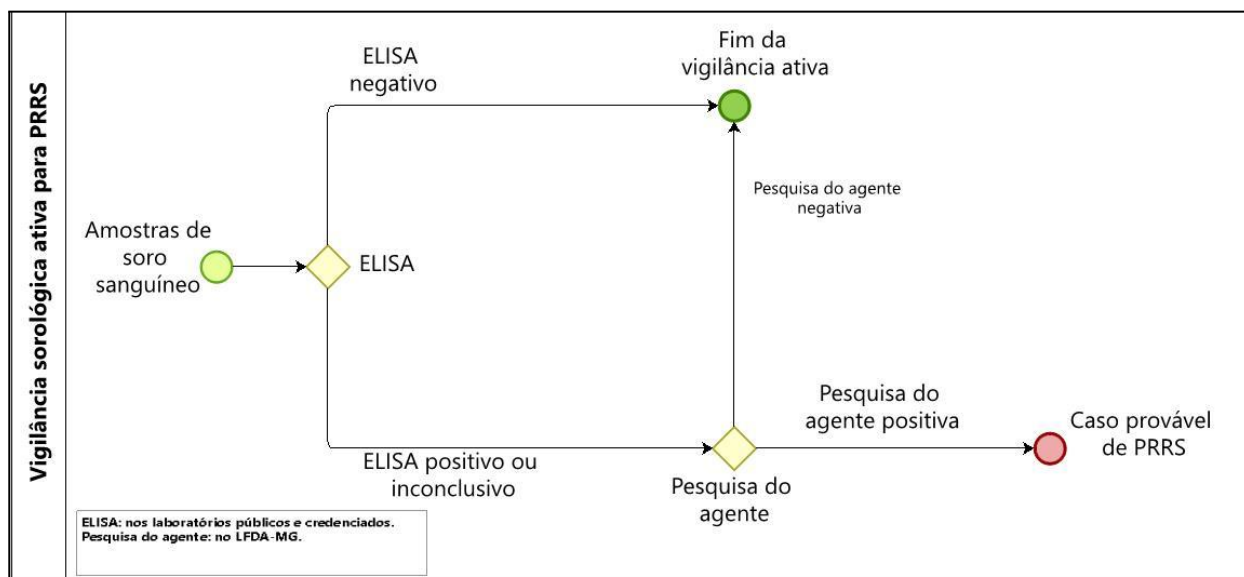 Vigilância sorológica ativa para PRRS
Amostras de
soro
sanguíneo
ELISA
ELISA
negativo
Fim da
vigilância ativa
Pesquisa do agente
negativa
ELISA positivo ou
inconclusivo
Pesquisa do
agente
Pesquisa do
agente positiva
Caso provável
de PRRS
ELISA: nos laboratórios públicos e credenciados.
Pesquisa do agente: no LFDA-MG.